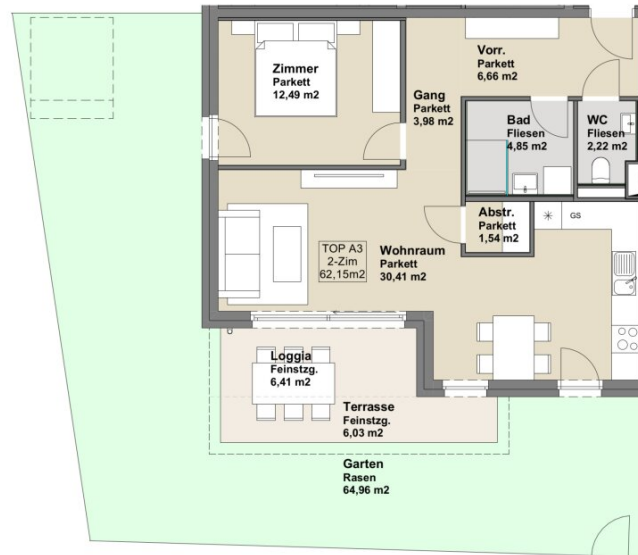 Zimmer
Parkett
12,49 m2
Vorr.
Parkett
6,66 m2
Gang
Parkett
3,98 m2
Bad
Fliesen
4,85 m2
WC
Fliesen
2,22 m2
Abstr.
Parkett
1,54 m2
GS
TOP A3
2-Zim
62,15m2
Wohnraum
Parkett
30,41 m2
Loggia
Feinstzg.
6,41 m2
Terrasse
Feinstzg.
6,03 m2
Garten
Rasen
64,96 m2